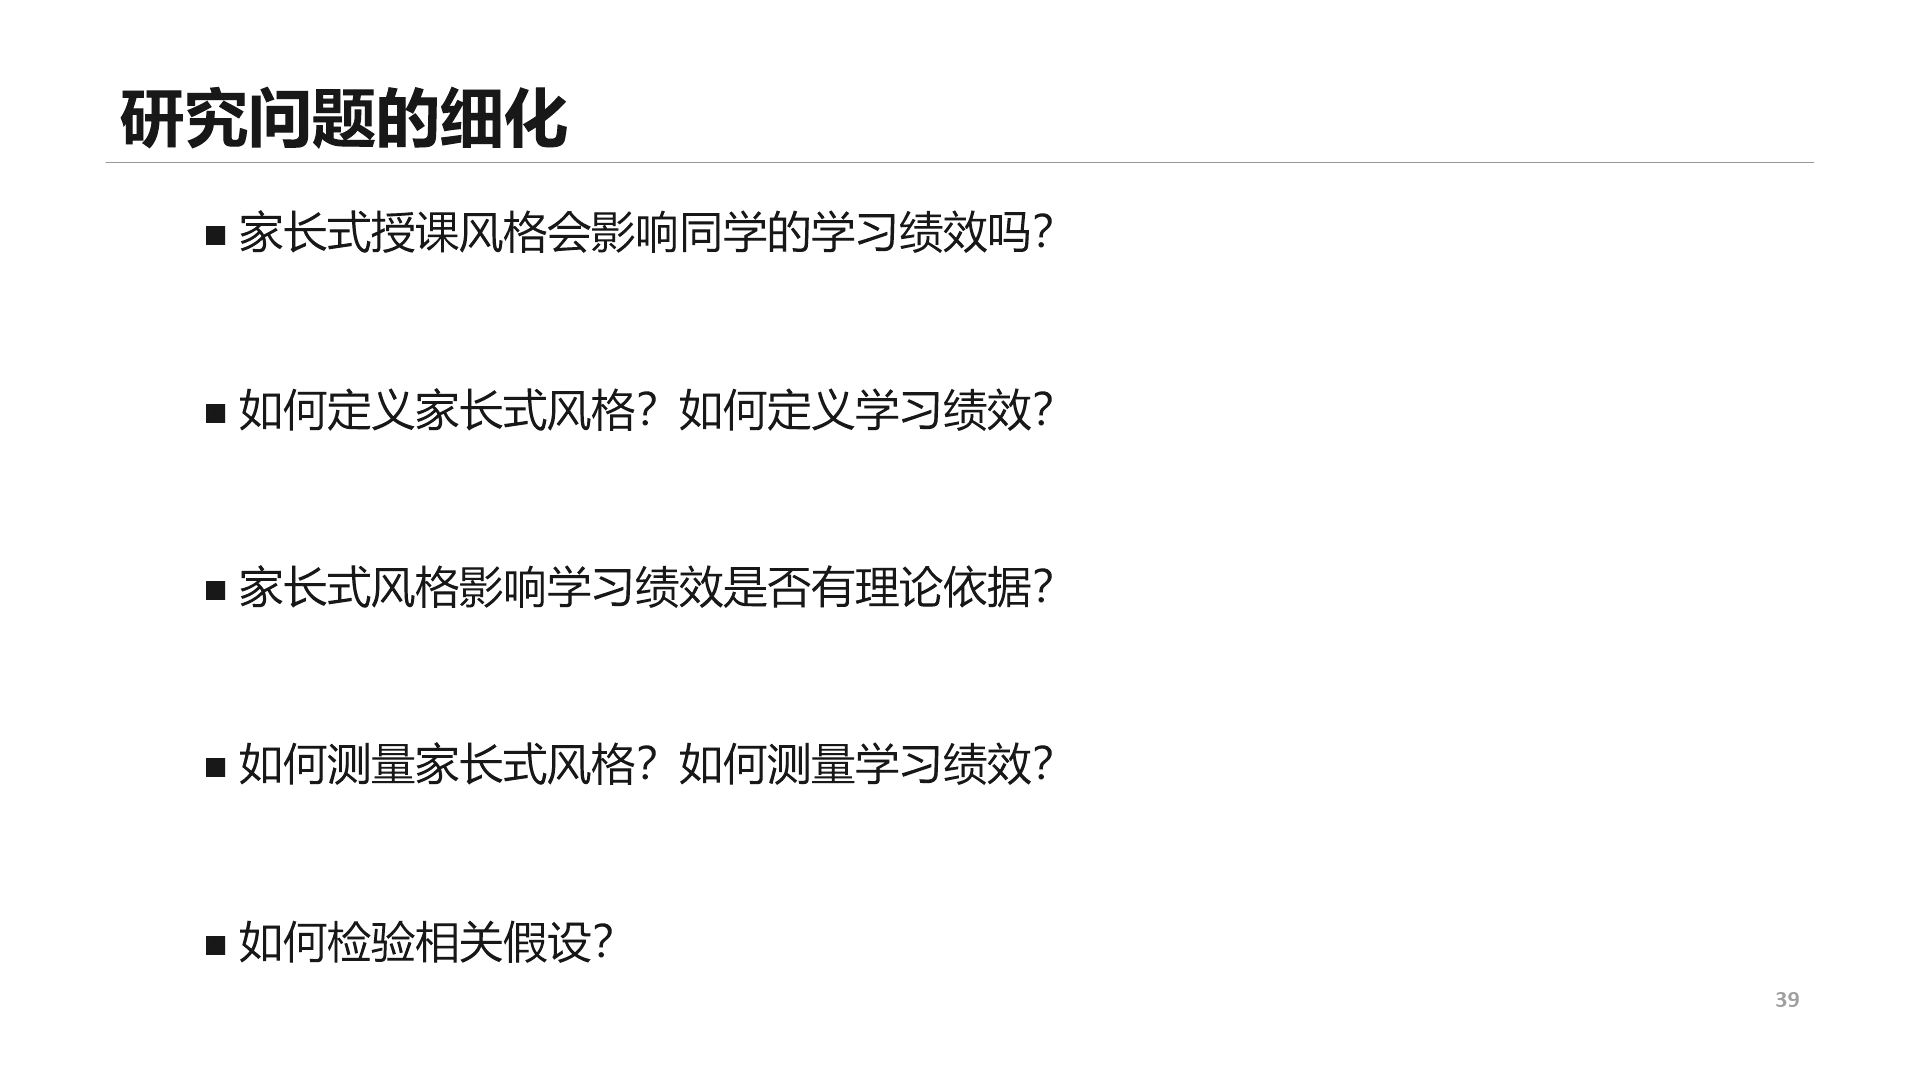 研究问题的细化
■ 家长式授课风格会影响同学的学习绩效吗?
■ 如何定义家长式风格？如何定义学习绩效?
■ 家长式风格影响学习绩效是否有理论依据?
■ 如何测量家长式风格？如何测量学习绩效?
■ 如何检验相关假设?
39